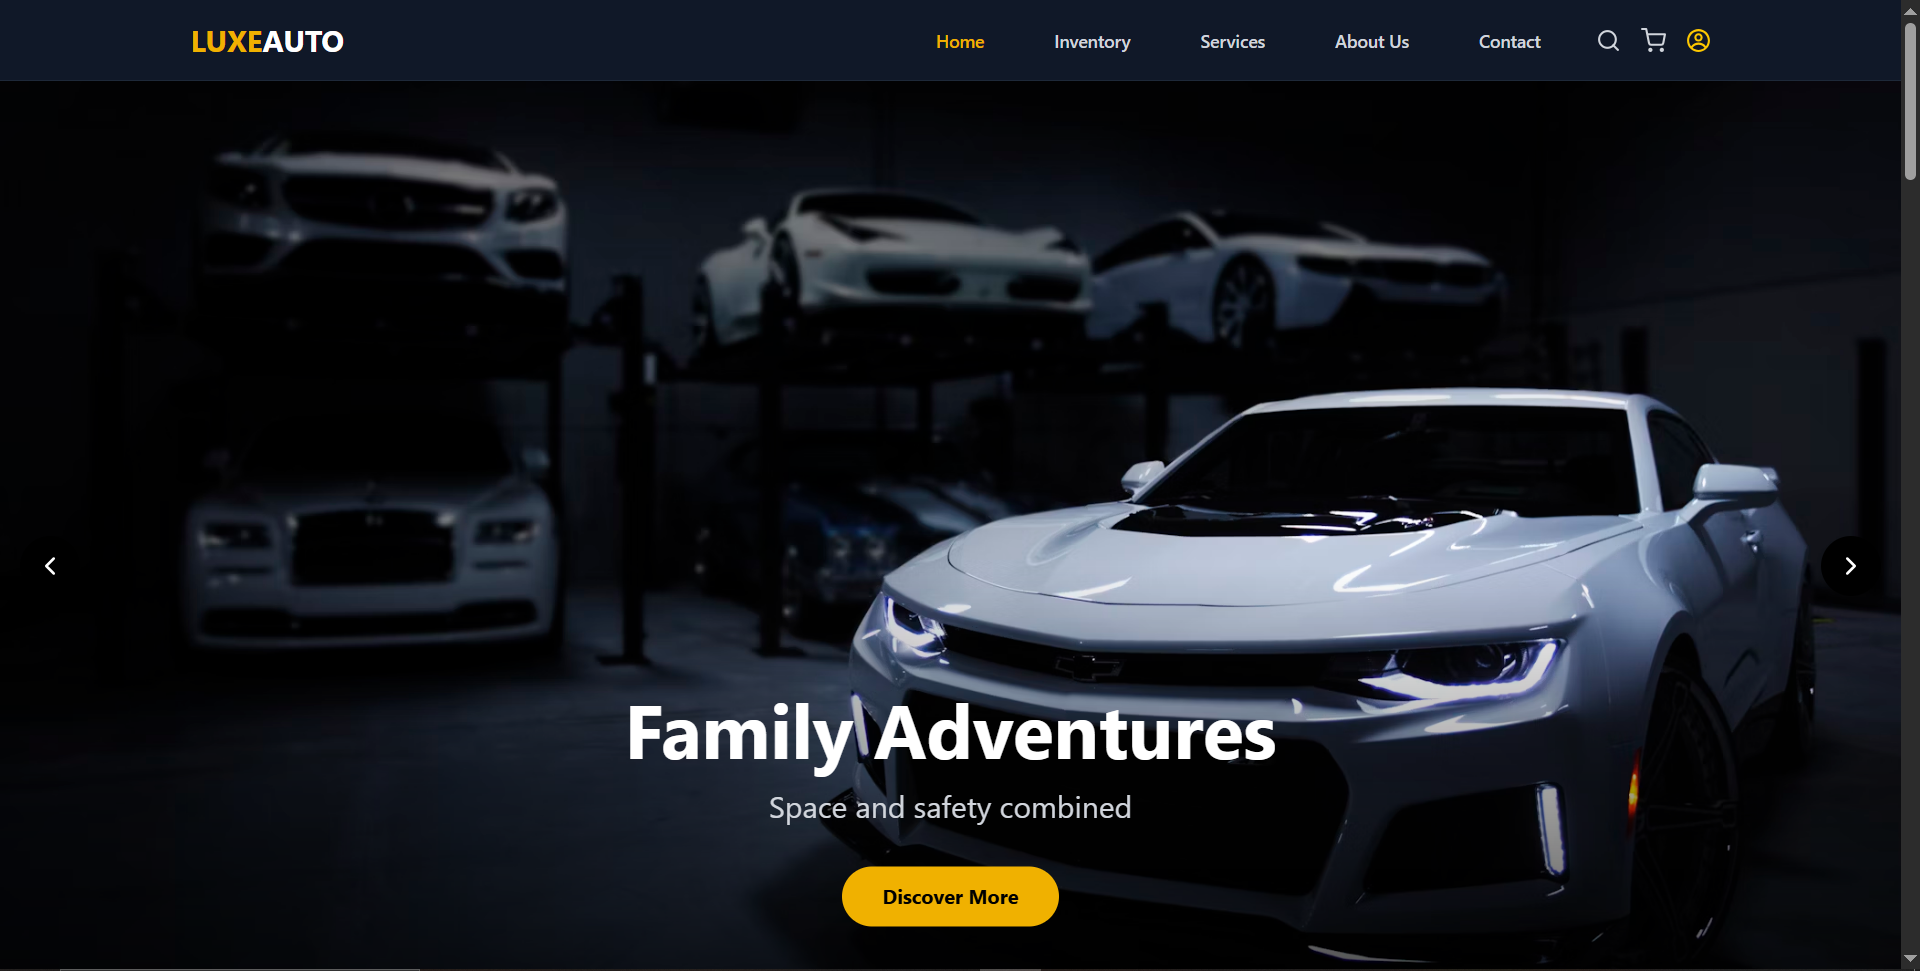 LUXEAUTO
Home Inventory Services About Us Contact
Family Adventures
Space and safety combined
Discover More